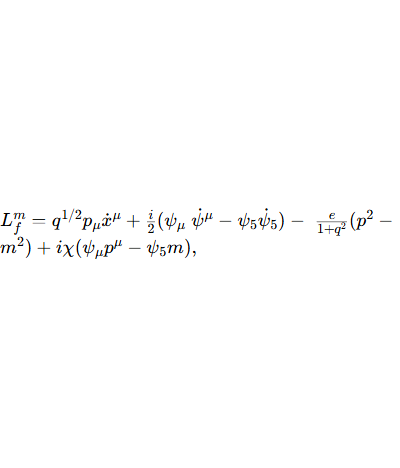 $L_f^m = q^{1/2} p_\mu \dot{x}^\mu + \frac{i}{2}(\psi_\mu \ \dot{\psi}^\mu - \psi_5 \dot{\psi}_5) - \ \frac{e}{1+q^2}(p^2 -$
$m^2) + i\chi(\psi_\mu p^\mu - \psi_5 m),$